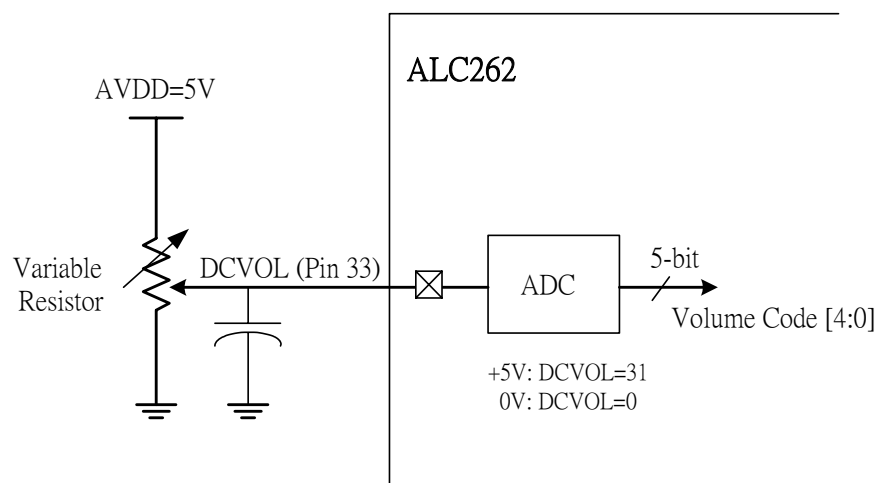 ALC262
AVDD=5V
Variable
Resistor
DCVOL (Pin 33)
ADC
5-bit
Volume Code [4:0]
+5V: DCVOL=31
0V: DCVOL=0